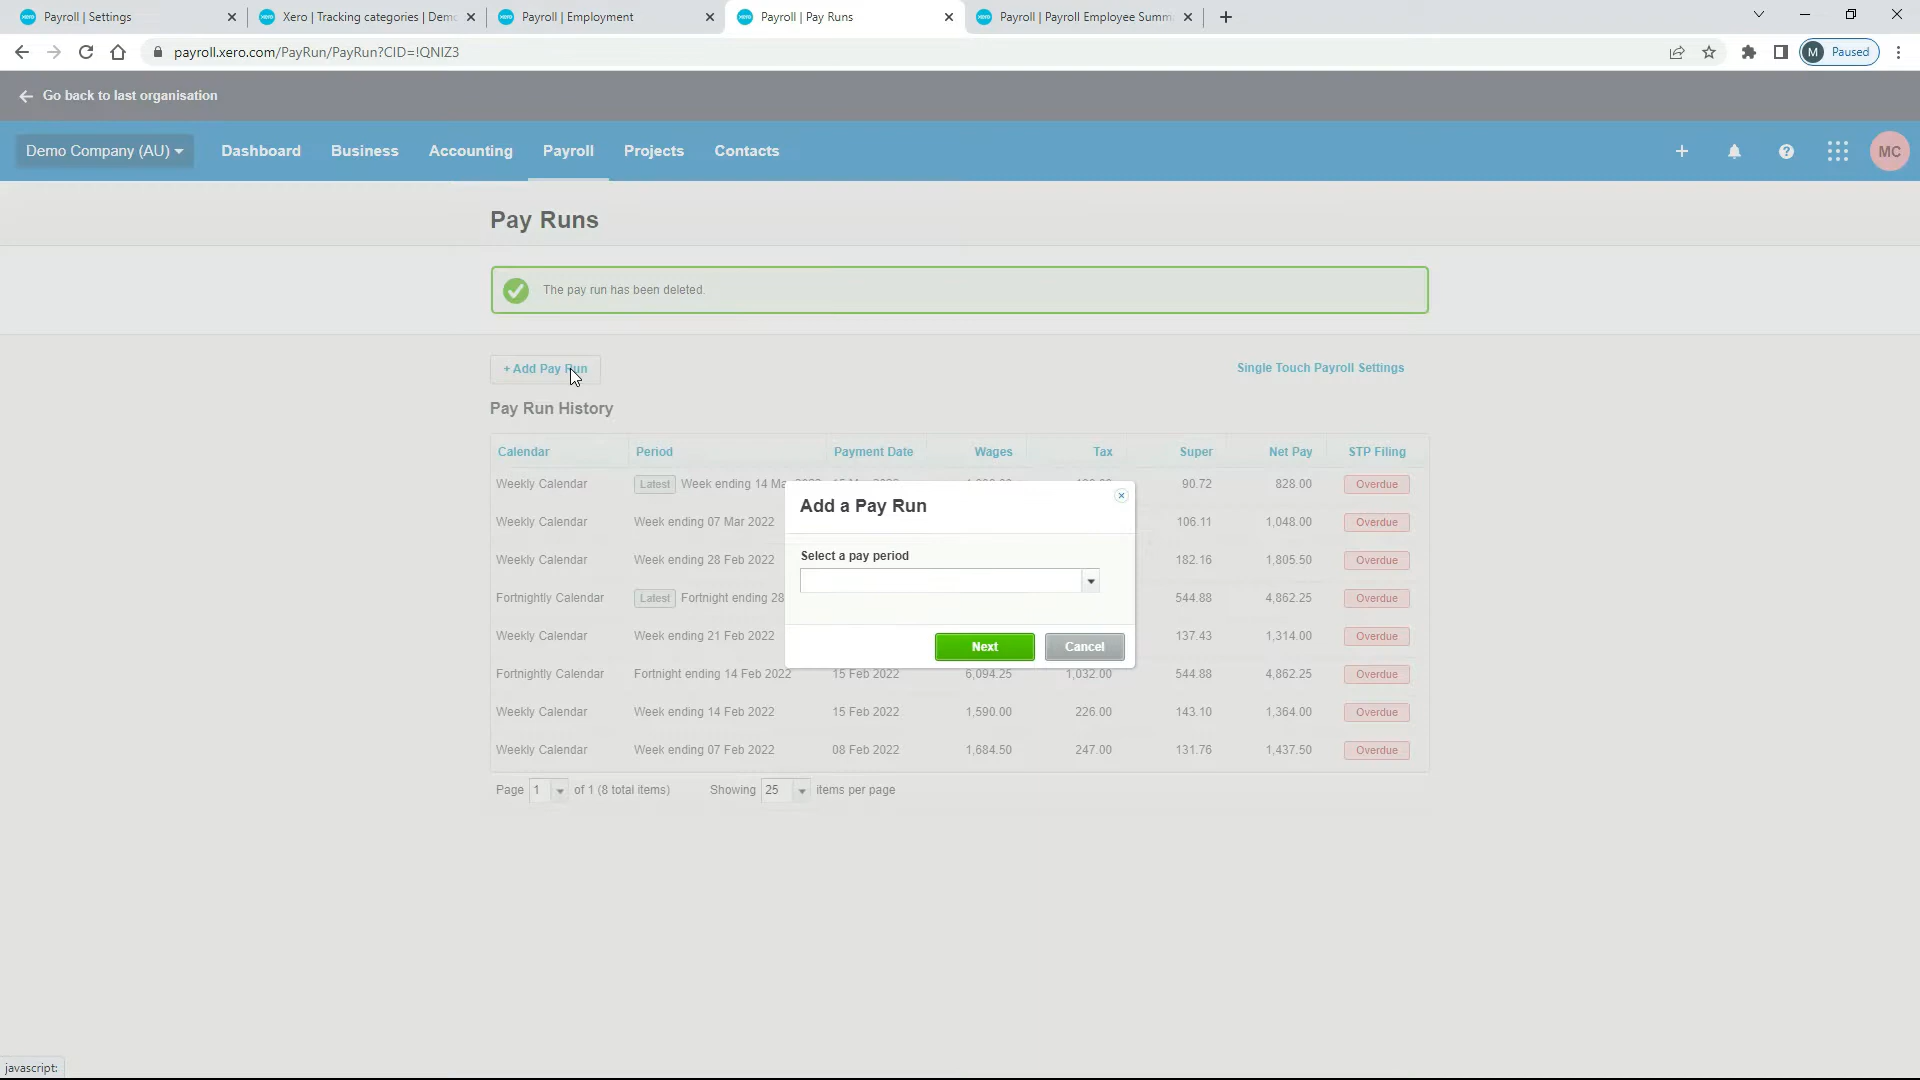 Payroll | Settings
Xero | Tracking categories | Demo
Payroll | Employment
Payroll | Pay Runs
Payroll | Payroll Employee Summ
payroll.xero.com/PayRun/PayRun?CID=!QNIZ3
M Paused
Go back to last organisation
Demo Company (AU) Dashboard Business Accounting Payroll Projects Contacts
MC
Pay Runs
The pay run has been deleted.
+ Add Pay Run
Single Touch Payroll Settings
Pay Run History
Calendar Period Payment Date Wages Tax Super Net Pay STP Filing
Weekly Calendar Latest Week ending 14 Mar 90.72 828.00 Overdue
Weekly Calendar Week ending 07 Mar 2022 106.11 1,048.00 Overdue
Weekly Calendar Week ending 28 Feb 2022 182.16 1,805.50 Overdue
Fortnightly Calendar Latest Fortnight ending 28 544.88 4,862.25 Overdue
Weekly Calendar Week ending 21 Feb 2022 137.43 1,314.00 Overdue
Fortnightly Calendar Fortnight ending 14 Feb 2022 15 Feb 2022 6,094.25 1,032.00 544.88 4,862.25 Overdue
Weekly Calendar Week ending 14 Feb 2022 15 Feb 2022 1,590.00 226.00 143.10 1,364.00 Overdue
Weekly Calendar Week ending 07 Feb 2022 08 Feb 2022 1,684.50 247.00 131.76 1,437.50 Overdue
Page 1 of 1 (8 total items) Showing 25 items per page
Add a Pay Run
Select a pay period
Next Cancel
javascript: